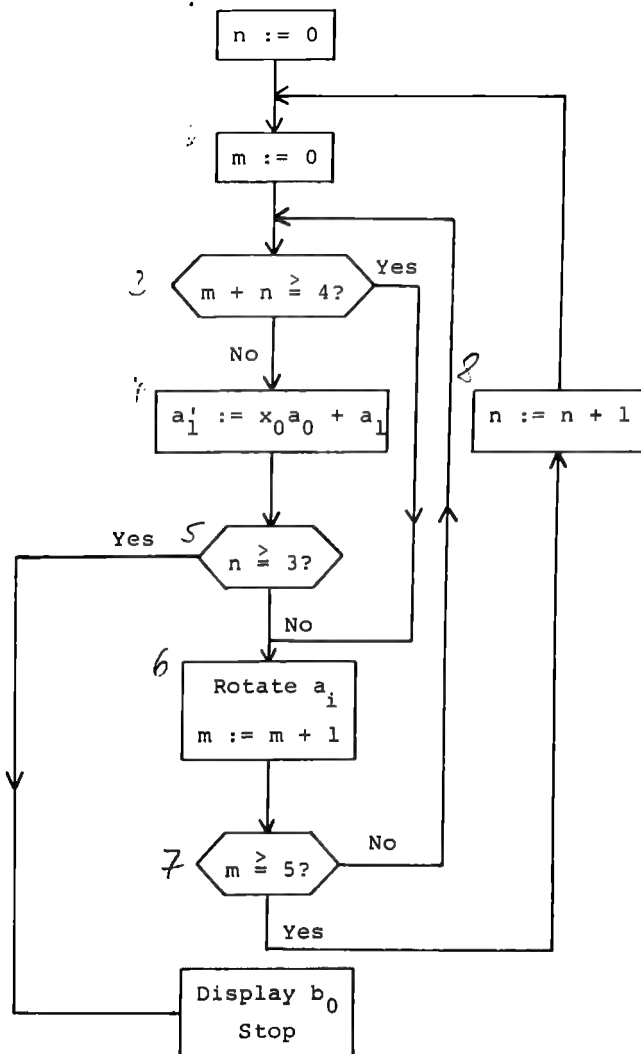 n := 0
m := 0
3
m + n ≥ 4?
Yes
No
8
a₁' := x₀a₀ + a₁
n := n + 1
5
Yes
n ≥ 3?
No
6
Rotate aᵢ
m := m + 1
7
m ≥ 5?
No
Yes
Display b₀
Stop